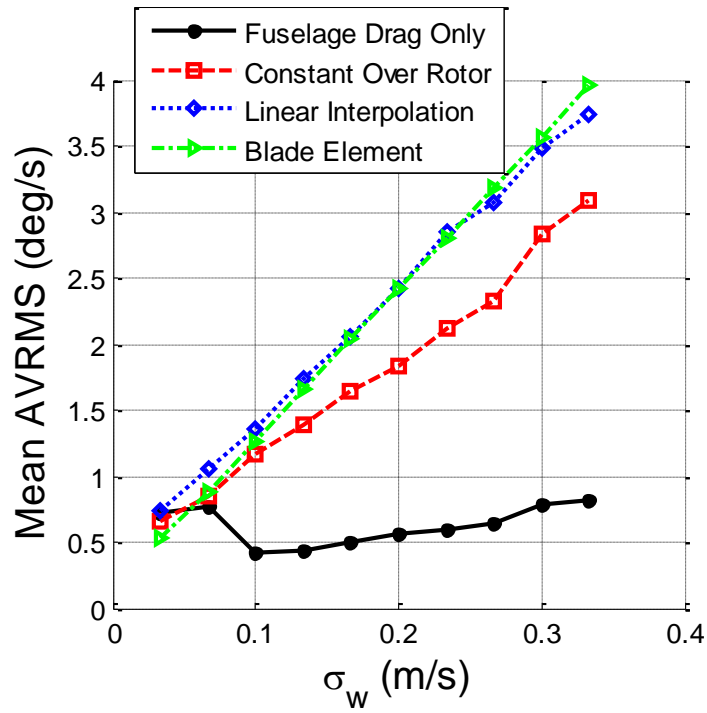 Fuselage Drag Only
Constant Over Rotor
Linear Interpolation
Blade Element
4
3.5
3
2.5
2
1.5
1
0.5
0
0 0.1 0.2 0.3 0.4
Mean AVRMS (deg/s)
σw (m/s)